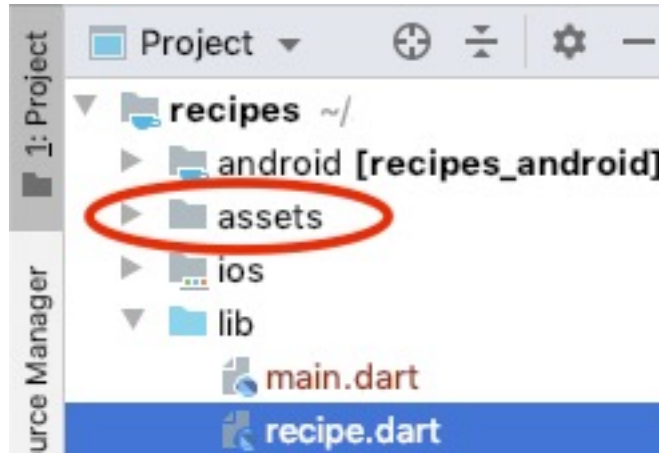 Project
recipes ~/
android [recipes_android]
assets
ios
lib
main.dart
recipe.dart
1: Project
urce Manager